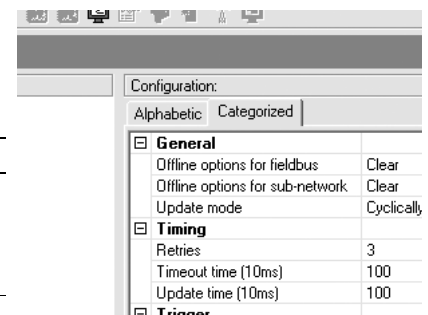 Configuration:
Alphabetic Categorized
General
Offline options for fieldbus Clear
Offline options for sub-network Clear
Update mode Cyclically
Timing
Retries 3
Timeout time (10ms) 100
Update time (10ms) 100
Trigger